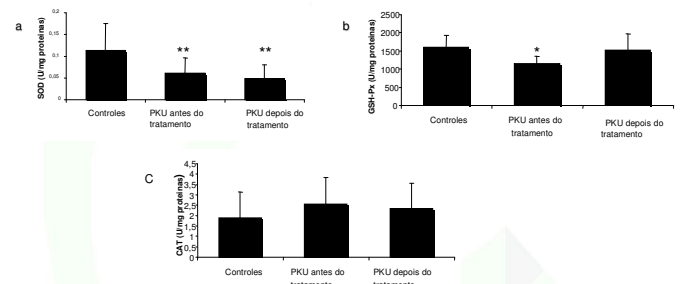 a
SOD (U/mg proteinas)
0,2
0,15
0,1
0,05
0
** **
Controles PKU antes do tratamento PKU depois do tratamento
b
GSH-Px (U/mg proteinas)
2500
2000
1500
1000
500
0
*
Controles PKU antes do tratamento PKU depois do tratamento
C
CAT (U/mg proteinas)
4,5
4
3,5
3
2,5
2
1,5
1
0,5
0
Controles PKU antes do PKU depois do